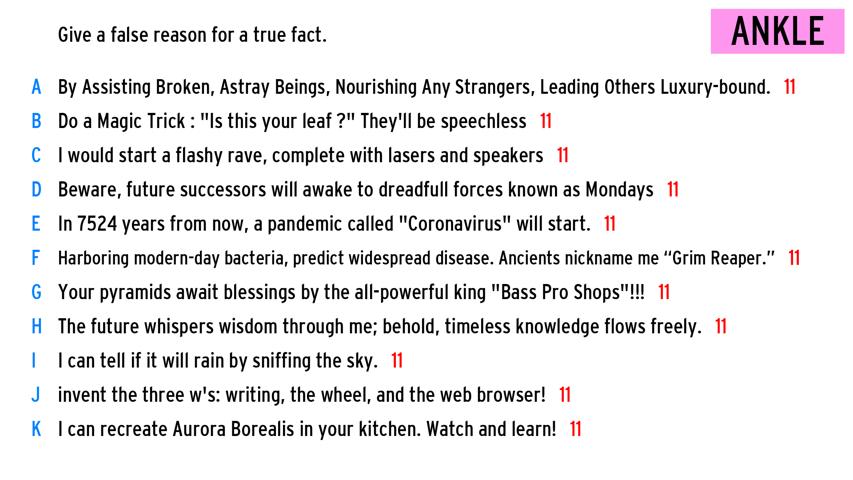 Give a false reason for a true fact.
ANKLE
A By Assisting Broken, Astray Beings, Nourishing Any Strangers, Leading Others Luxury-bound. 11
B Do a Magic Trick : "Is this your leaf ?" They'll be speechless 11
C I would start a flashy rave, complete with lasers and speakers 11
D Beware, future successors will awake to dreadfull forces known as Mondays 11
E In 7524 years from now, a pandemic called "Coronavirus" will start. 11
F Harboring modern-day bacteria, predict widespread disease. Ancients nickname me “Grim Reaper.” 11
G Your pyramids await blessings by the all-powerful king "Bass Pro Shops"!!! 11
H The future whispers wisdom through me; behold, timeless knowledge flows freely. 11
I I can tell if it will rain by sniffing the sky. 11
J invent the three w's: writing, the wheel, and the web browser! 11
K I can recreate Aurora Borealis in your kitchen. Watch and learn! 11